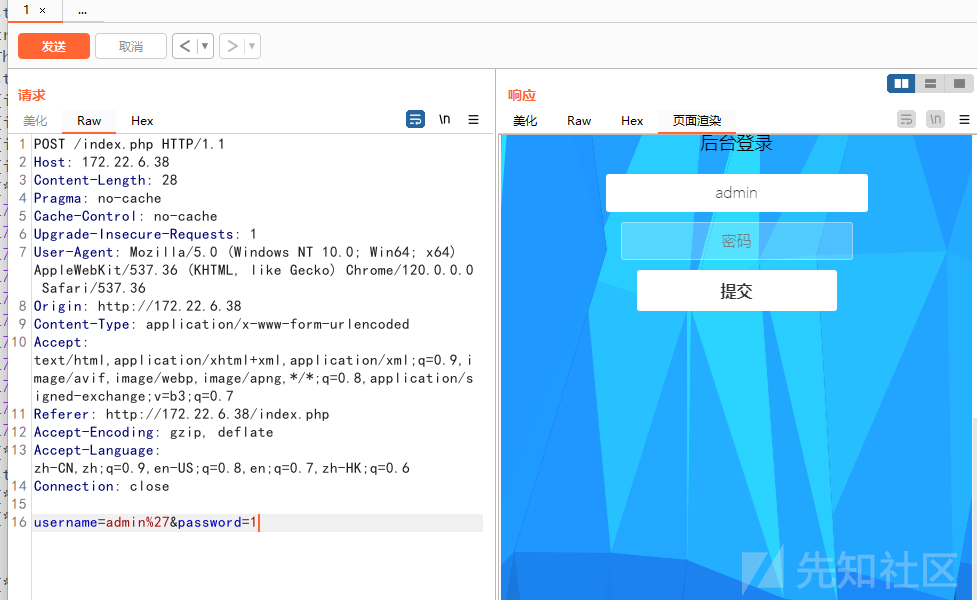 1 ×
...
发送
取消
< ▼
> ▼
请求
美化 Raw Hex
\n
1 POST /index.php HTTP/1.1
2 Host: 172.22.6.38
3 Content-Length: 28
4 Pragma: no-cache
5 Cache-Control: no-cache
6 Upgrade-Insecure-Requests: 1
7 User-Agent: Mozilla/5.0 (Windows NT 10.0; Win64; x64)
AppleWebKit/537.36 (KHTML, like Gecko) Chrome/120.0.0.0
Safari/537.36
8 Origin: http://172.22.6.38
9 Content-Type: application/x-www-form-urlencoded
10 Accept:
text/html,application/xhtml+xml,application/xml;q=0.9,i
mage/avif,image/webp,image/apng,*/*;q=0.8,application/s
igned-exchange;v=b3;q=0.7
11 Referer: http://172.22.6.38/index.php
12 Accept-Encoding: gzip, deflate
13 Accept-Language:
zh-CN,zh;q=0.9,en-US;q=0.8,en;q=0.7,zh-HK;q=0.6
14 Connection: close
15
16 username=admin%27&password=1
响应
美化 Raw Hex 页面渲染
\n
后台登录
admin
密码
提交
先知社区